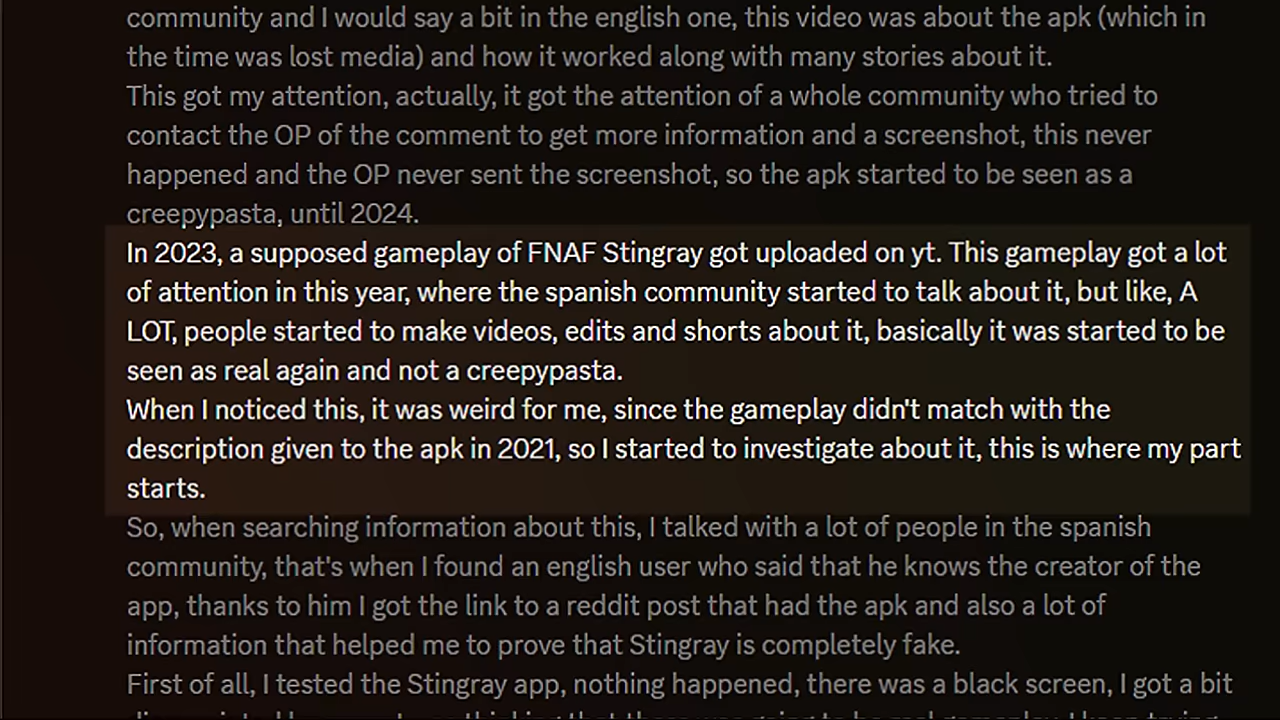 community and I would say a bit in the english one, this video was about the apk (which in
the time was lost media) and how it worked along with many stories about it.
This got my attention, actually, it got the attention of a whole community who tried to
contact the OP of the comment to get more information and a screenshot, this never
happened and the OP never sent the screenshot, so the apk started to be seen as a
creepypasta, until 2024.
In 2023, a supposed gameplay of FNAF Stingray got uploaded on yt. This gameplay got a lot
of attention in this year, where the spanish community started to talk about it, but like, A
LOT, people started to make videos, edits and shorts about it, basically it was started to be
seen as real again and not a creepypasta.
When I noticed this, it was weird for me, since the gameplay didn't match with the
description given to the apk in 2021, so I started to investigate about it, this is where my part
starts.
So, when searching information about this, I talked with a lot of people in the spanish
community, that's when I found an english user who said that he knows the creator of the
app, thanks to him I got the link to a reddit post that had the apk and also a lot of
information that helped me to prove that Stingray is completely fake.
First of all, I tested the Stingray app, nothing happened, there was a black screen, I got a bit